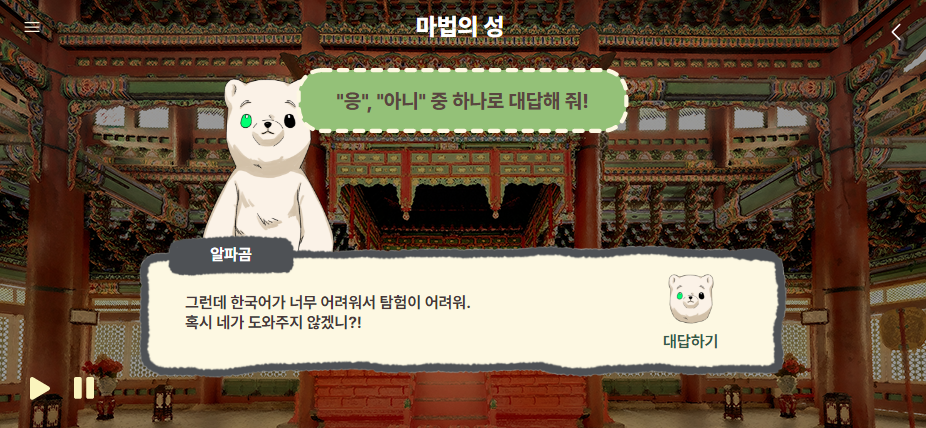 마법의 성
"응", "아니" 중 하나로 대답해 줘!
알파곰
그런데 한국어가 너무 어려워서 탐험이 어려워.
혹시 네가 도와주지 않겠니?!
대답하기